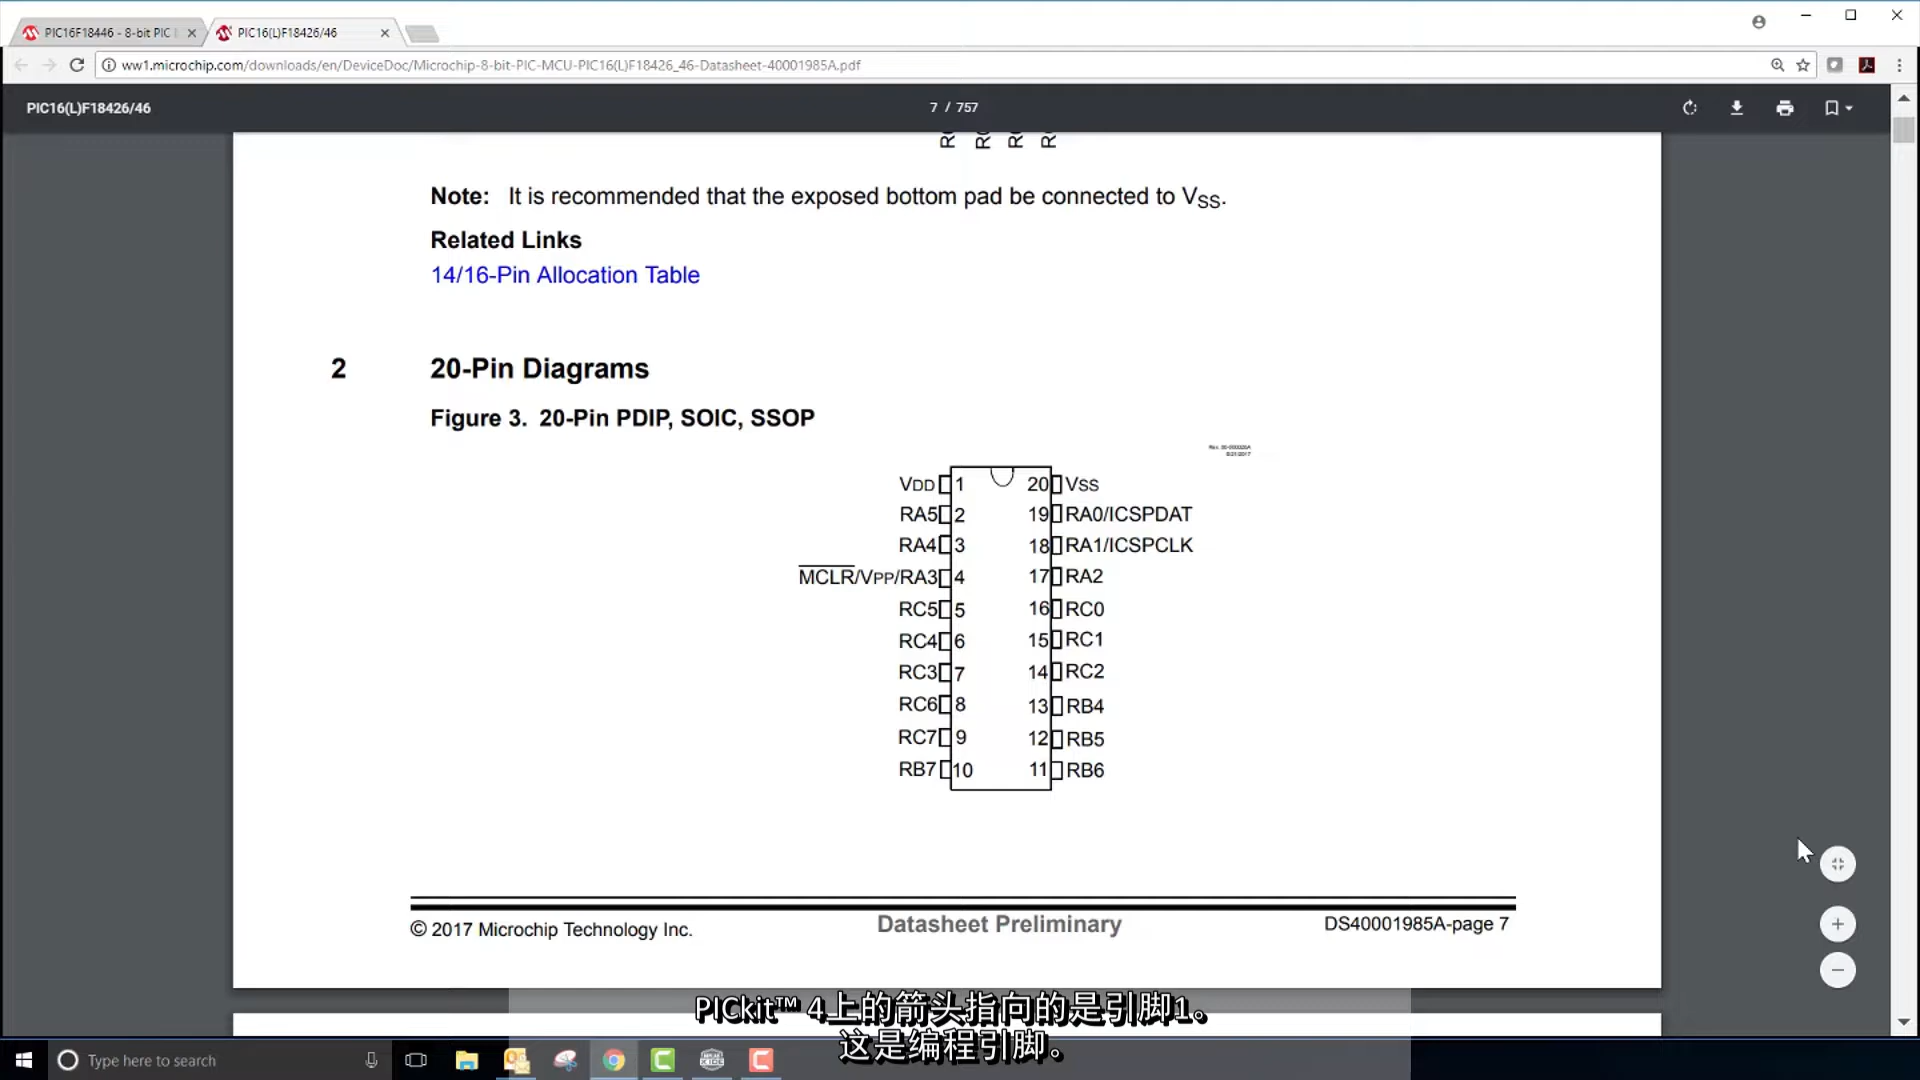 PIC16F18446 - 8-bit PIC
PIC16(L)F18426/46
ww1.microchip.com/downloads/en/DeviceDoc/Microchip-8-bit-PIC-MCU-PIC16(L)F18426_46-Datasheet-40001985A.pdf
PIC16(L)F18426/46
7 / 757
Note: It is recommended that the exposed bottom pad be connected to VSS.
Related Links
14/16-Pin Allocation Table
2 20-Pin Diagrams
Figure 3. 20-Pin PDIP, SOIC, SSOP
VDD 1 20 VSS
RA5 2 19 RA0/ICSPDAT
RA4 3 18 RA1/ICSPCLK
MCLR/VPP/RA3 4 17 RA2
RC5 5 16 RC0
RC4 6 15 RC1
RC3 7 14 RC2
RC6 8 13 RB4
RC7 9 12 RB5
RB7 10 11 RB6
© 2017 Microchip Technology Inc.
Datasheet Preliminary
DS40001985A-page 7
PICkit™ 4上的箭头指向的是引脚1。
这是编程引脚。
Type here to search